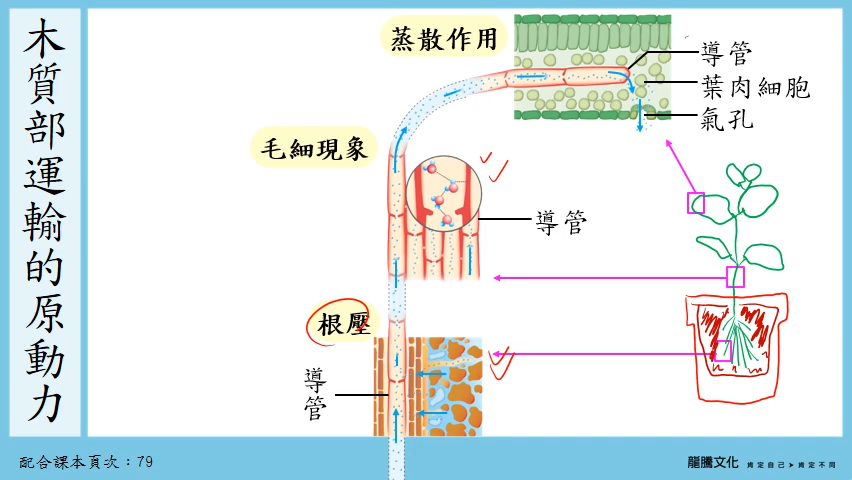 木質部運輸的原動力
蒸散作用
導管
葉肉細胞
氣孔
毛細現象
導管
根壓
導管
配合課本頁次：79
龍騰文化 肯定自己➤肯定不同